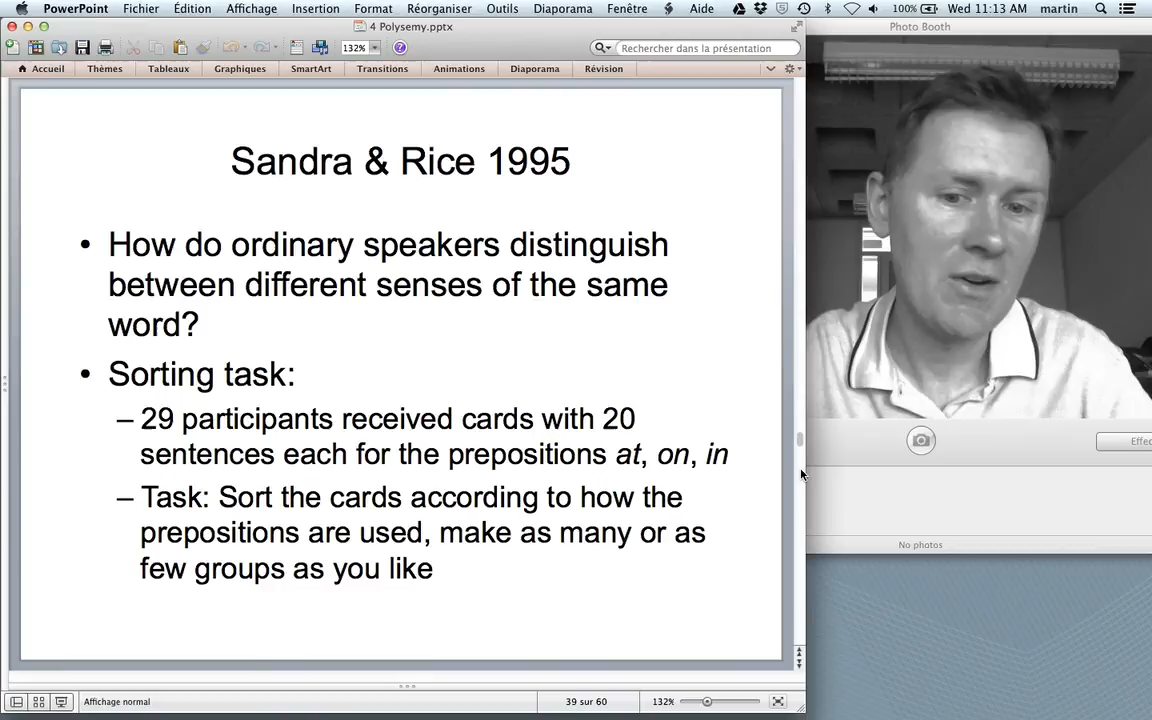 PowerPoint Fichier Édition Affichage Insertion Format Réorganiser Outils Diaporama Fenêtre Aide 5 100% Wed 11:13 AM martin
4 Polysemy.pptx
Photo Booth
132%
Rechercher dans la présentation
Accueil Thèmes Tableaux Graphiques SmartArt Transitions Animations Diaporama Révision
Sandra & Rice 1995
• How do ordinary speakers distinguish
between different senses of the same
word?
• Sorting task:
– 29 participants received cards with 20
sentences each for the prepositions at, on, in
– Task: Sort the cards according to how the
prepositions are used, make as many or as
few groups as you like
Effec
No photos
Affichage normal
39 sur 60
132%